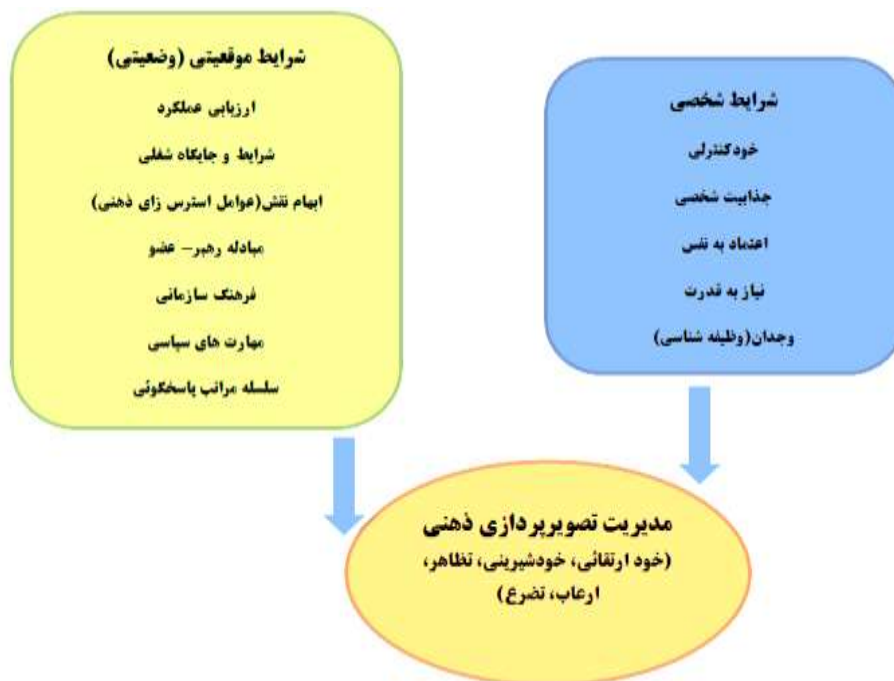 شرایط شخصی
خودکنترلی
جذابیت شخصی
اعتماد به نفس
نیاز به قدرت
وجدان(وظیفه شناسی)
شرایط موقعیتی (وضعیتی)
ارزیابی عملکرد
شرایط و جایگاه شغلی
ابهام نقش(عوامل استرس زای ذهنی)
مبادله رهبر– عضو
فرهنگ سازمانی
مهارت های سیاسی
سلسله مراتب پاسخگوئی
مدیریت تصویرپردازی ذهنی
(خود ارتقائی، خودشیرینی، تظاهر،
ارعاب، تضرع)